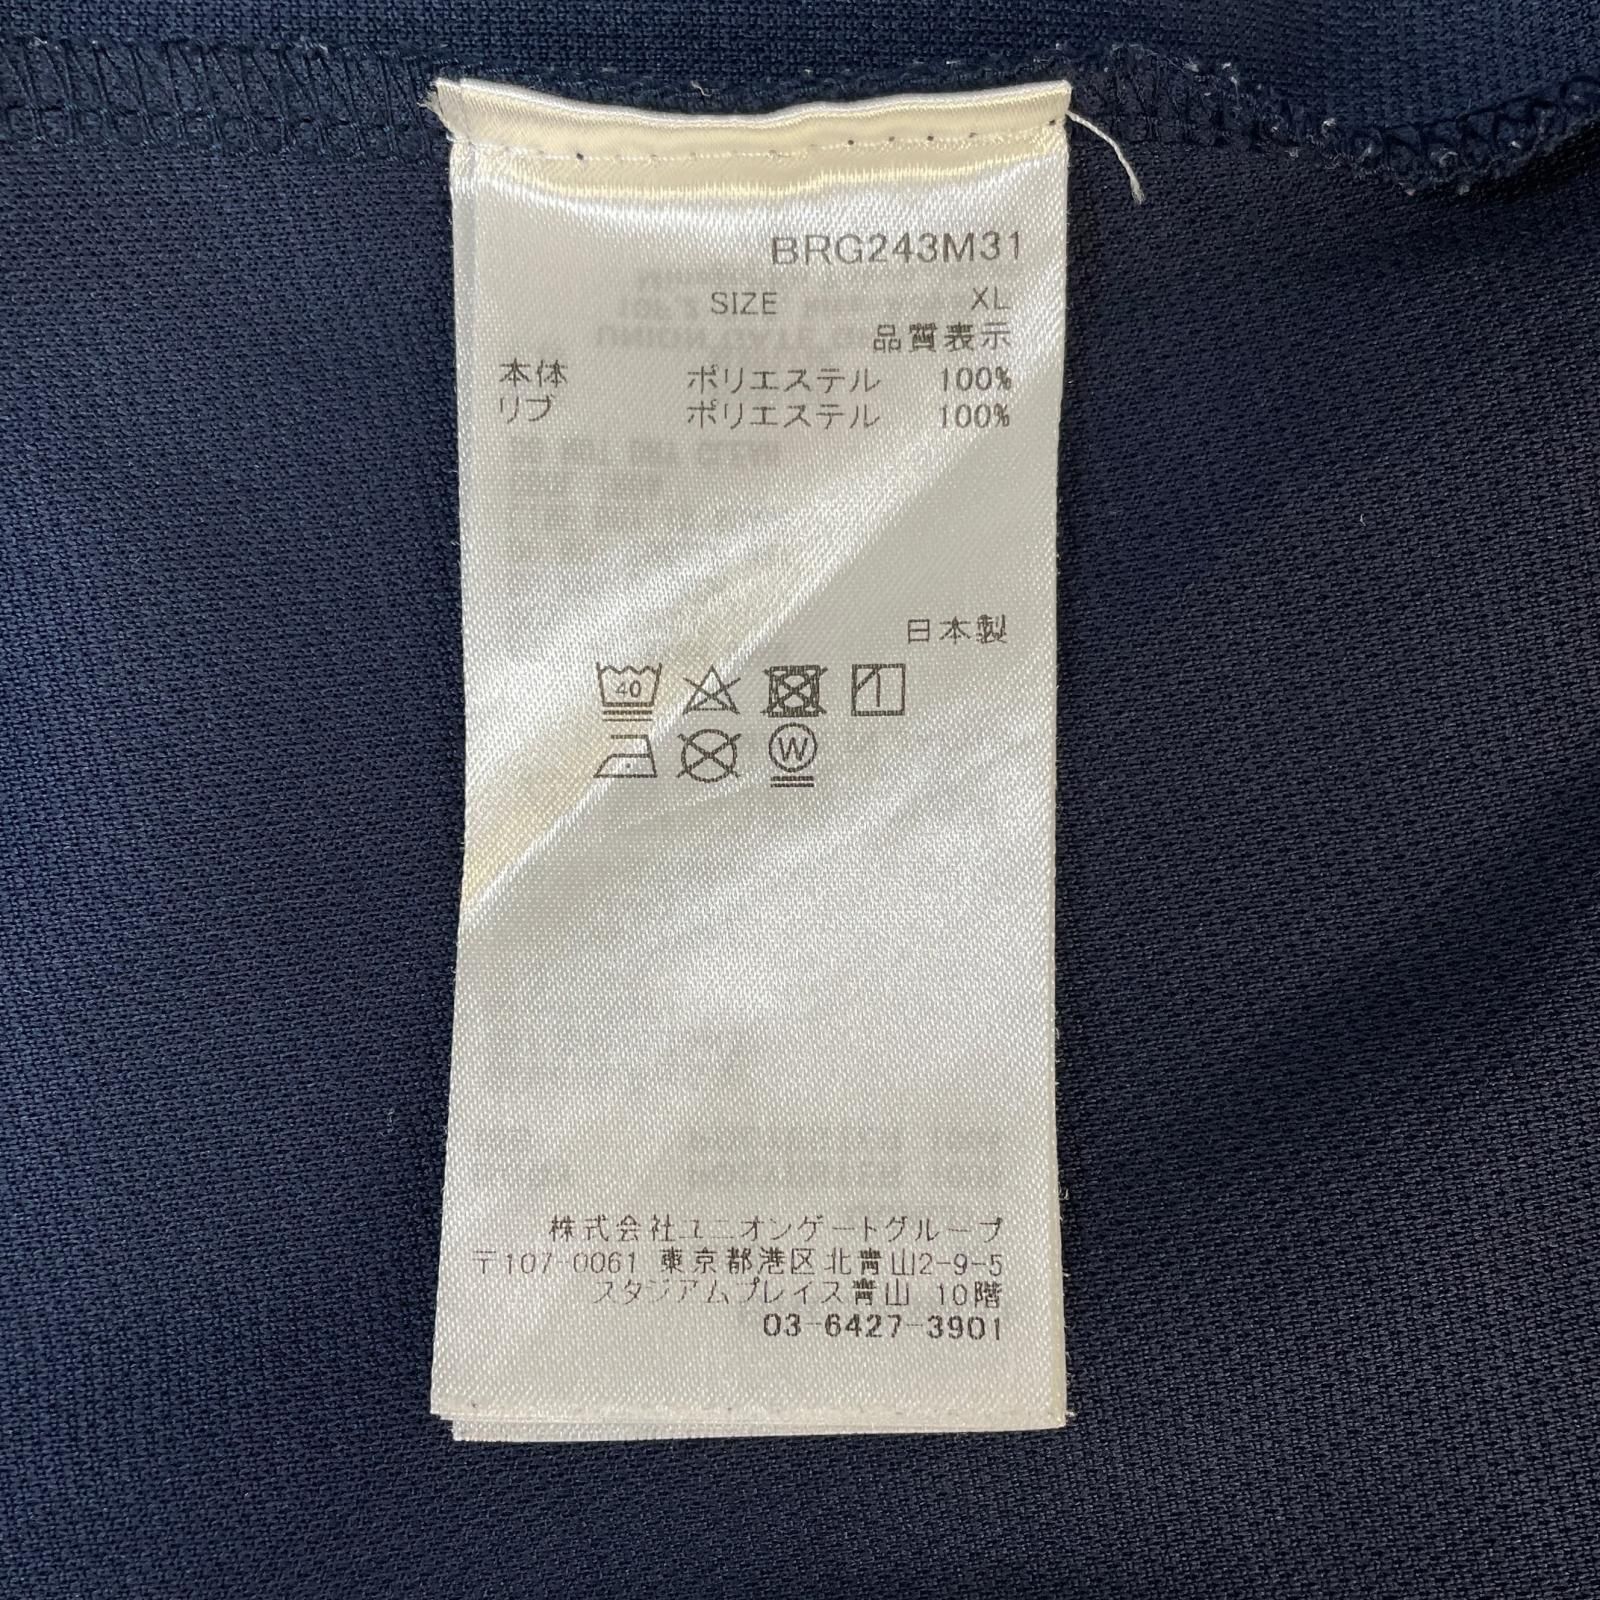 BRG243M31
SIZE XL
品質表示
本体 ポリエステル 100%
リブ ポリエステル 100%
日本製
40
W
株式会社ユニオンゲートグループ
〒107-0061 東京都港区北青山2-9-5
スタジアムプレイス青山 10階
03-6427-3901